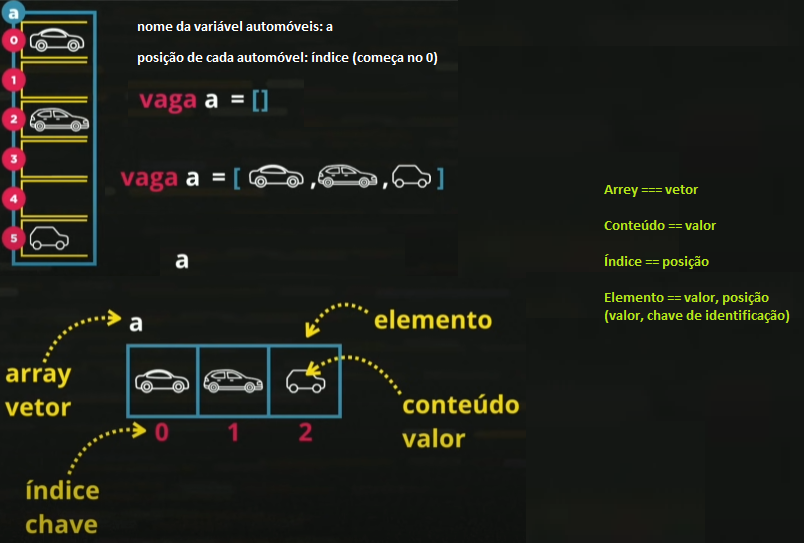 a
nome da variável automóveis: a
0
posição de cada automóvel: índice (começa no 0)
1
vaga a = []
2
3
vaga a = [ , , ]
Arrey === vetor
4
Conteúdo == valor
5
a
Índice == posição
Elemento == valor, posição
(valor, chave de identificação)
a
elemento
array
vetor
conteúdo
valor
0 1 2
índice
chave